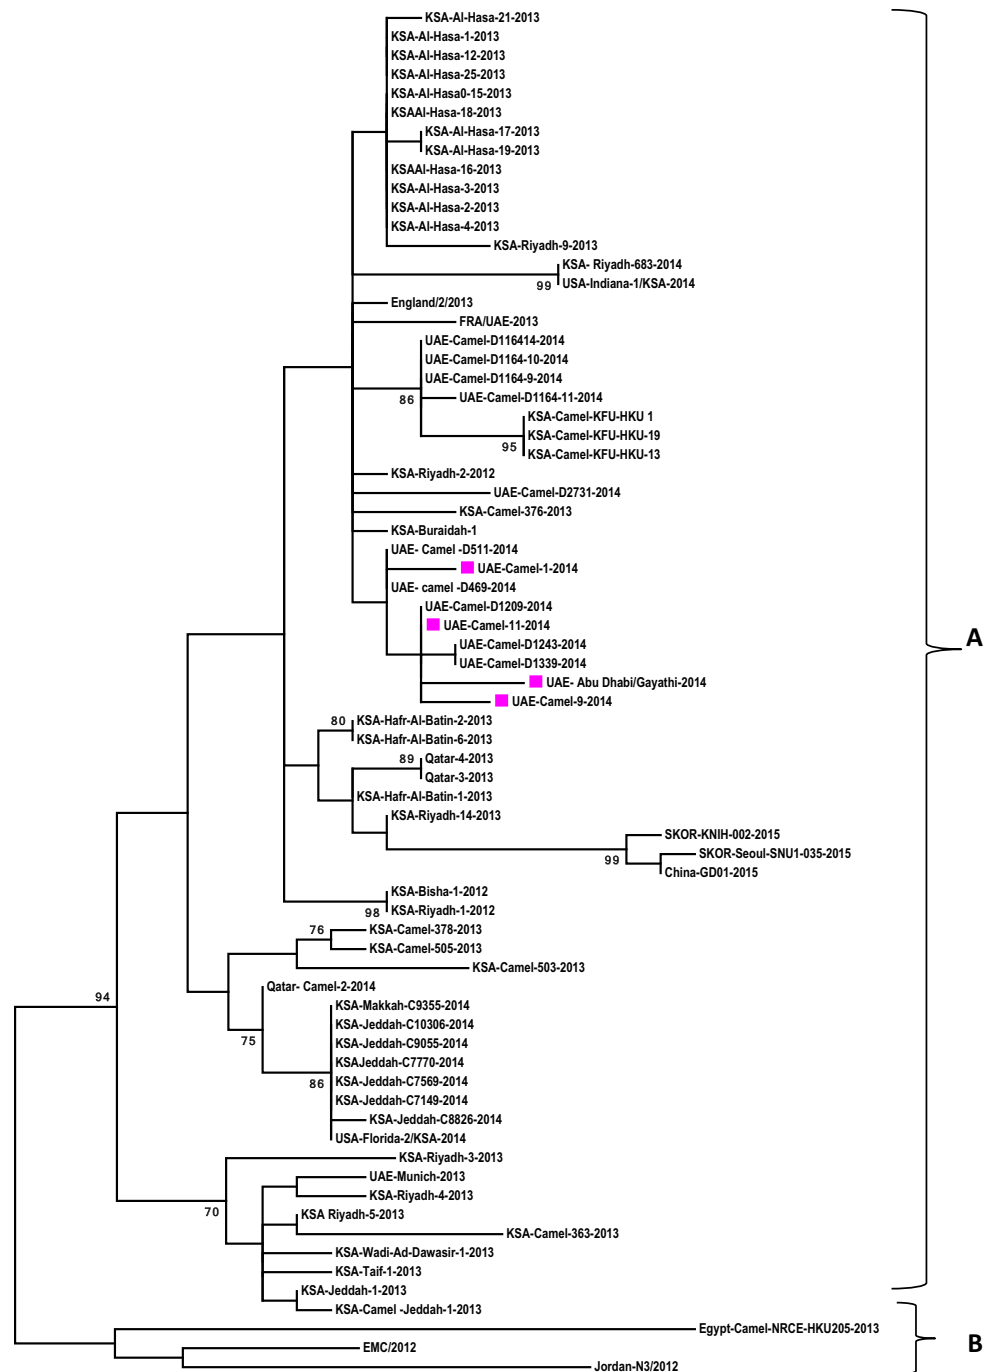 KSA-Al-Hasa-21-2013
KSA-Al-Hasa-1-2013
KSA-Al-Hasa-12-2013
KSA-Al-Hasa-25-2013
KSA-Al-Hasa0-15-2013
KSAAl-Hasa-18-2013
KSA-Al-Hasa-17-2013
KSA-Al-Hasa-19-2013
KSAAl-Hasa-16-2013
KSA-Al-Hasa-3-2013
KSA-Al-Hasa-2-2013
KSA-Al-Hasa-4-2013
KSA-Riyadh-9-2013
KSA- Riyadh-683-2014
99
USA-Indiana-1/KSA-2014
England/2/2013
FRA/UAE-2013
UAE-Camel-D116414-2014
UAE-Camel-D1164-10-2014
UAE-Camel-D1164-9-2014
86
UAE-Camel-D1164-11-2014
KSA-Camel-KFU-HKU 1
KSA-Camel-KFU-HKU-19
95
KSA-Camel-KFU-HKU-13
KSA-Riyadh-2-2012
UAE-Camel-D2731-2014
KSA-Camel-376-2013
KSA-Buraidah-1
UAE- Camel -D511-2014
UAE-Camel-1-2014
UAE- camel -D469-2014
UAE-Camel-D1209-2014
UAE-Camel-11-2014
A
UAE-Camel-D1243-2014
UAE-Camel-D1339-2014
UAE- Abu Dhabi/Gayathi-2014
UAE-Camel-9-2014
80
KSA-Hafr-Al-Batin-2-2013
KSA-Hafr-Al-Batin-6-2013
89
Qatar-4-2013
Qatar-3-2013
KSA-Hafr-Al-Batin-1-2013
KSA-Riyadh-14-2013
SKOR-KNIH-002-2015
99
SKOR-Seoul-SNU1-035-2015
China-GD01-2015
KSA-Bisha-1-2012
98
KSA-Riyadh-1-2012
76
KSA-Camel-378-2013
KSA-Camel-505-2013
KSA-Camel-503-2013
Qatar- Camel-2-2014
94
KSA-Makkah-C9355-2014
KSA-Jeddah-C10306-2014
75
KSA-Jeddah-C9055-2014
KSAJeddah-C7770-2014
86
KSA-Jeddah-C7569-2014
KSA-Jeddah-C7149-2014
KSA-Jeddah-C8826-2014
USA-Florida-2/KSA-2014
KSA-Riyadh-3-2013
UAE-Munich-2013
KSA-Riyadh-4-2013
70
KSA Riyadh-5-2013
KSA-Camel-363-2013
KSA-Wadi-Ad-Dawasir-1-2013
KSA-Taif-1-2013
KSA-Jeddah-1-2013
KSA-Camel -Jeddah-1-2013
Egypt-Camel-NRCE-HKU205-2013
B
EMC/2012
Jordan-N3/2012